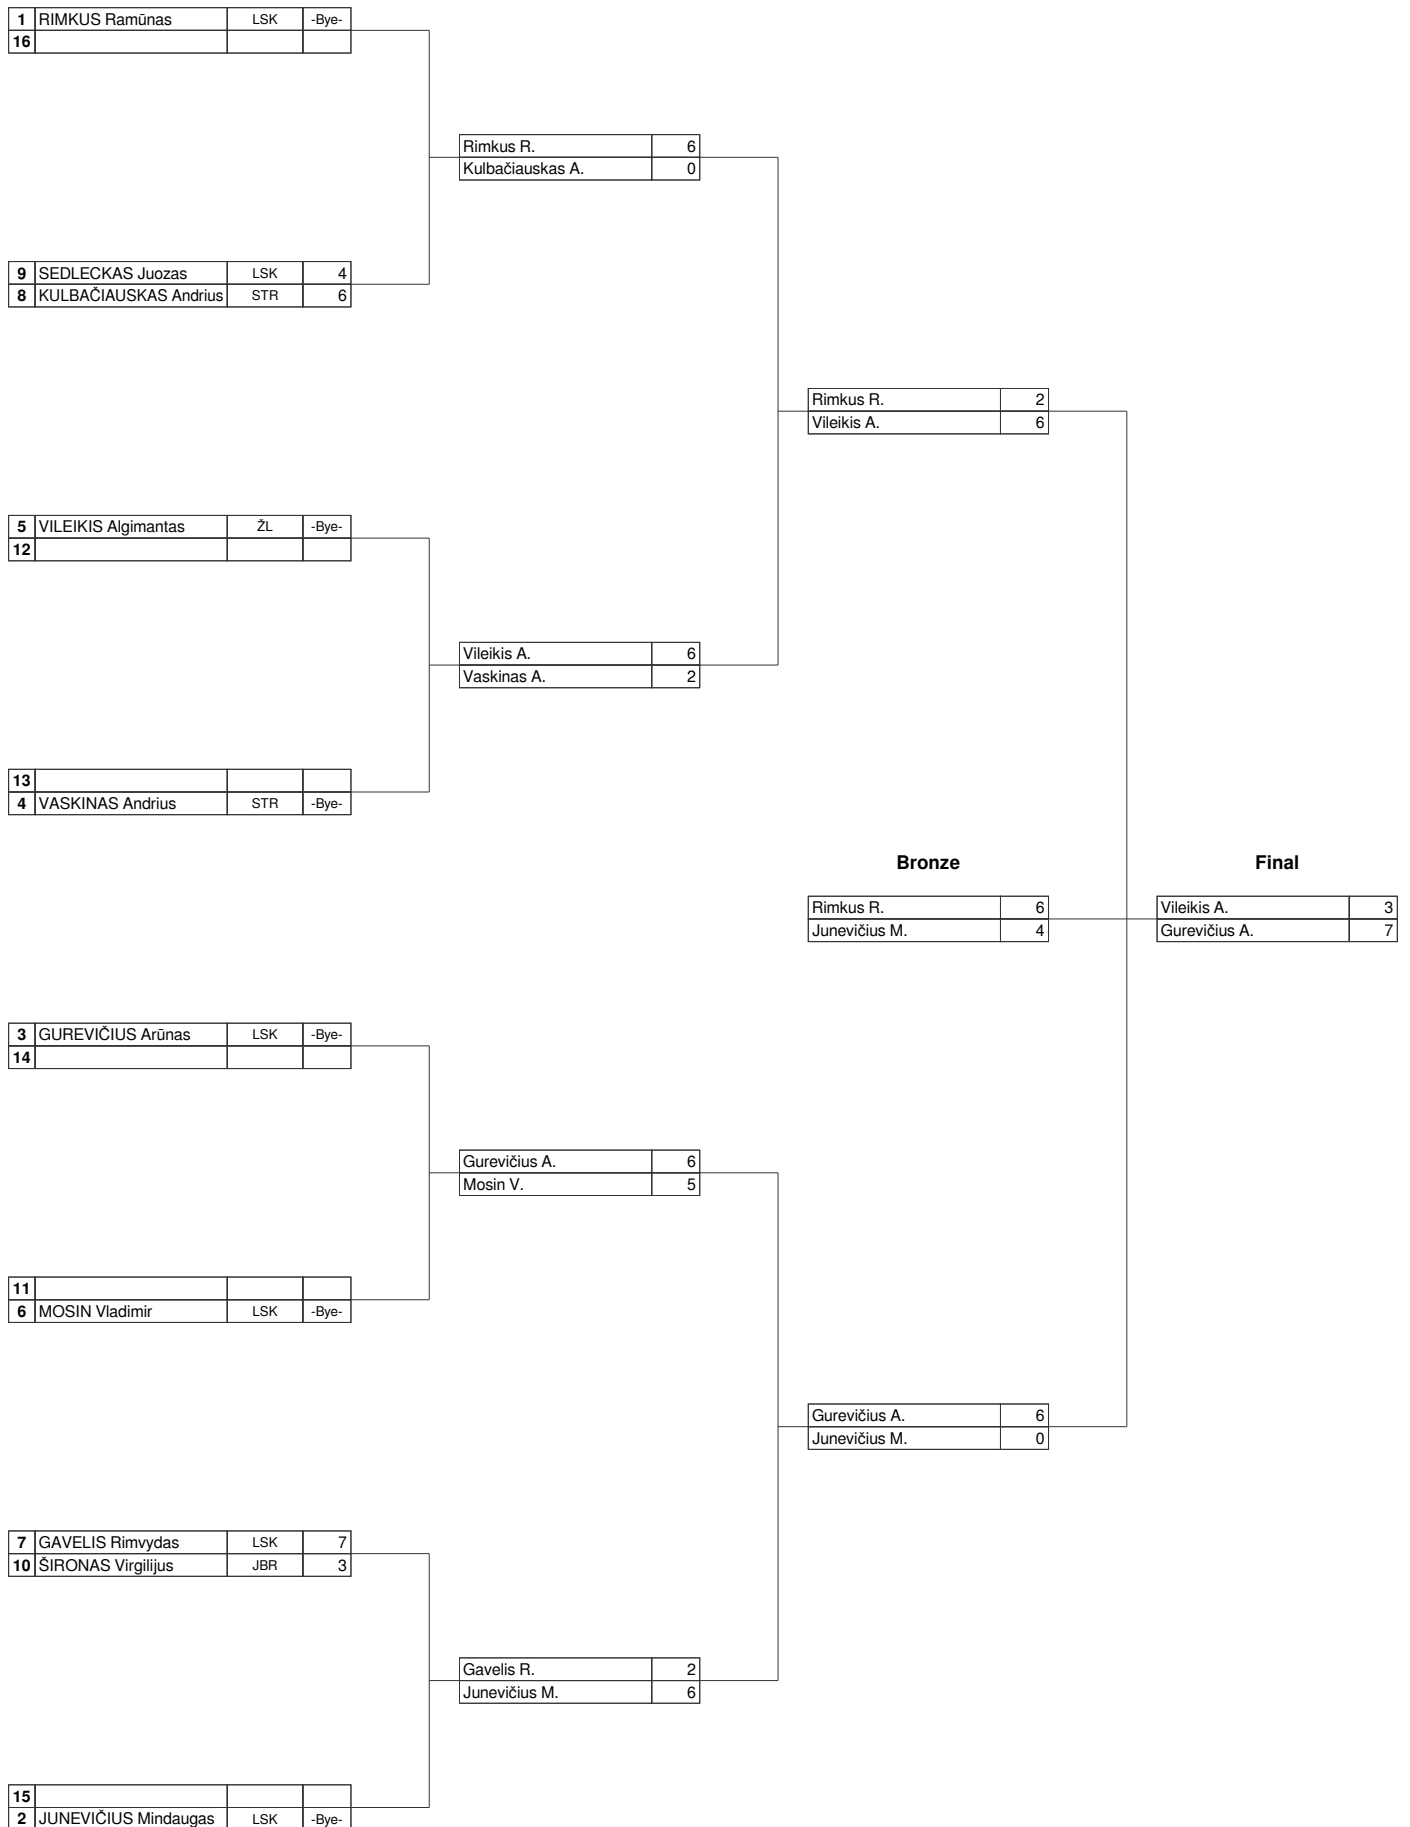 1 RIMKUS Ramūnas LSK -Bye-
16
Rimkus R. 6
Kulbačiauskas A. 0
9 SEDLECKAS Juozas LSK 4
8 KULBAČIAUSKAS Andrius STR 6
Rimkus R. 2
Vileikis A. 6
5 VILEIKIS Algimantas ŽL -Bye-
12
Vileikis A. 6
Vaskinas A. 2
13
4 VASKINAS Andrius STR -Bye-
Bronze Final
Rimkus R. 6 Vileikis A. 3
Junevičius M. 4 Gurevičius A. 7
3 GUREVIČIUS Arūnas LSK -Bye-
14
Gurevičius A. 6
Mosin V. 5
11
6 MOSIN Vladimir LSK -Bye-
Gurevičius A. 6
Junevičius M. 0
7 GAVELIS Rimvydas LSK 7
10 ŠIRONAS Virgilijus JBR 3
Gavelis R. 2
Junevičius M. 6
15
2 JUNEVIČIUS Mindaugas LSK -Bye-